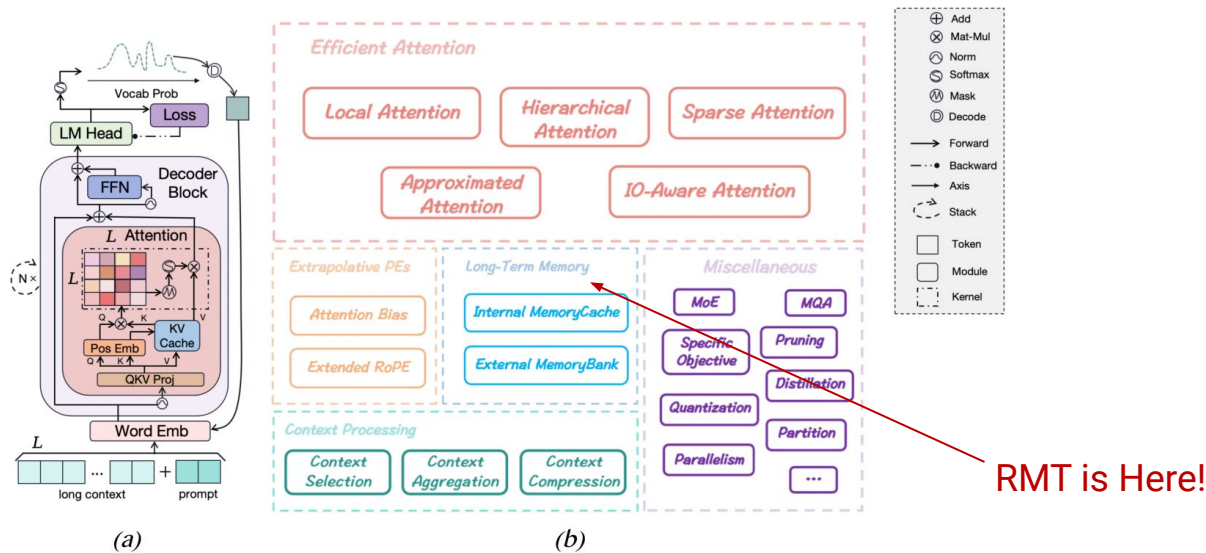 Vocab Prob
D
S
Loss
LM Head
Decoder
Block
FFN
L Attention
L
S
M
N×
Q
K
V
KV
Cache
Pos Emb
Q
K
V
QKV Proj
Word Emb
L
...
+
long context
prompt
(a)
Efficient Attention
Local Attention
Hierarchical
Attention
Sparse Attention
Approximated
Attention
IO-Aware Attention
Extrapolative PEs
Attention Bias
Extended RoPE
Long-Term Memory
Internal MemoryCache
External MemoryBank
Context Processing
Context
Selection
Context
Aggregation
Context
Compression
Miscellaneous
MoE
MQA
Specific
Objective
Pruning
Distillation
Quantization
Partition
Parallelism
...
(b)
Add
Mat-Mul
Norm
S Softmax
M Mask
D Decode
Forward
Backward
Axis
Stack
Token
Module
Kernel
RMT is Here!